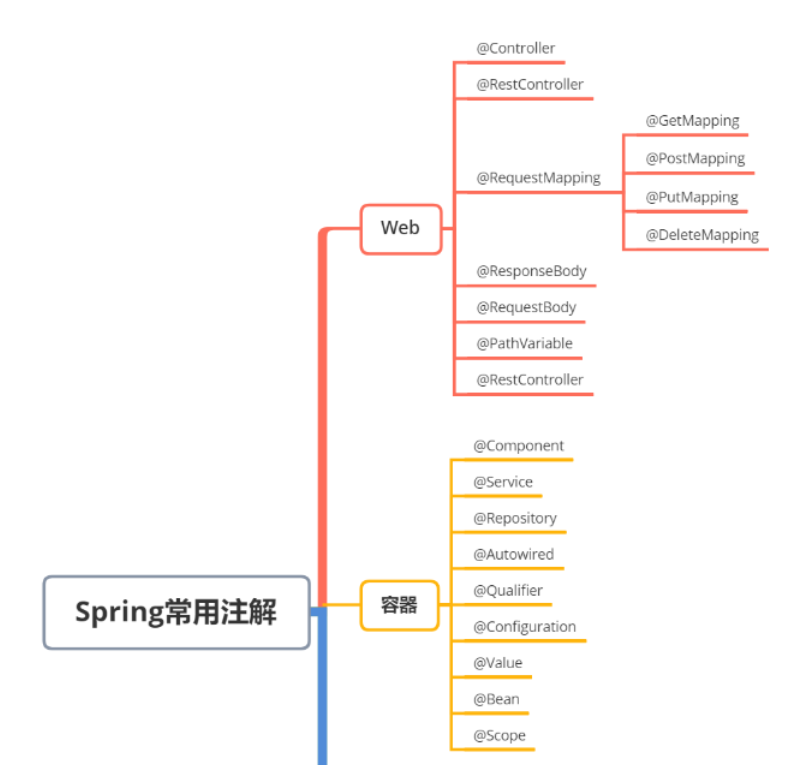 @Controller
@RestController
@RequestMapping
@GetMapping
@PostMapping
@PutMapping
@DeleteMapping
Web
@ResponseBody
@RequestBody
@PathVariable
@RestController
@Component
@Service
@Repository
@Autowired
@Qualifier
@Configuration
@Value
@Bean
@Scope
容器
Spring常用注解